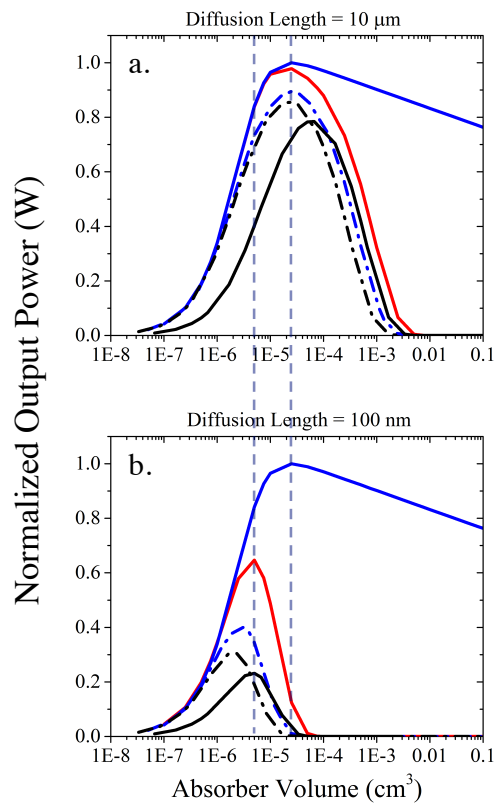 Diffusion Length = 10 μm
a.
1.0
0.8
0.6
0.4
0.2
0.0
1E-8 1E-7 1E-6 1E-5 1E-4 1E-3 0.01 0.1
Normalized Output Power (W)
Diffusion Length = 100 nm
b.
1.0
0.8
0.6
0.4
0.2
0.0
1E-8 1E-7 1E-6 1E-5 1E-4 1E-3 0.01 0.1
Absorber Volume (cm³)